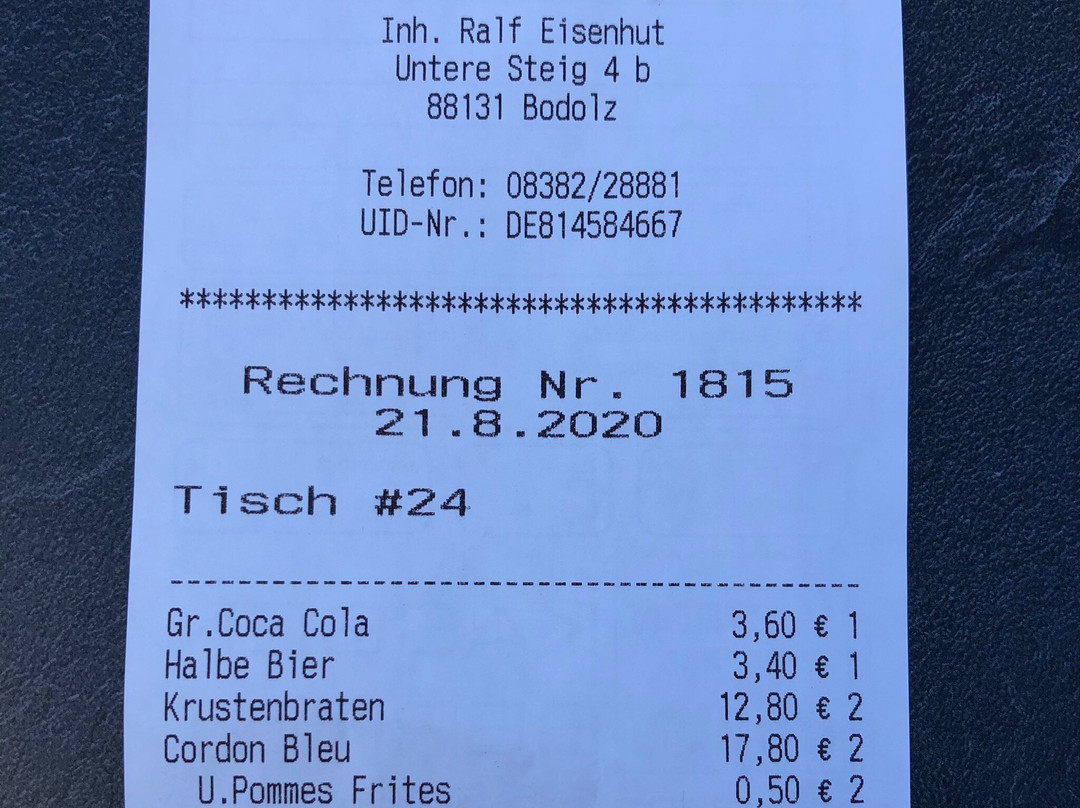 Inh. Ralf Eisenhut
Untere Steig 4 b
88131 Bodolz
Telefon: 08382/28881
UID-Nr.: DE814584667
******************************************
Rechnung Nr. 1815
21.8.2020
Tisch #24
------------------------------------------
Gr.Coca Cola 3,60 € 1
Halbe Bier 3,40 € 1
Krustenbraten 12,80 € 2
Cordon Bleu 17,80 € 2
U.Pommes Frites 0,50 € 2